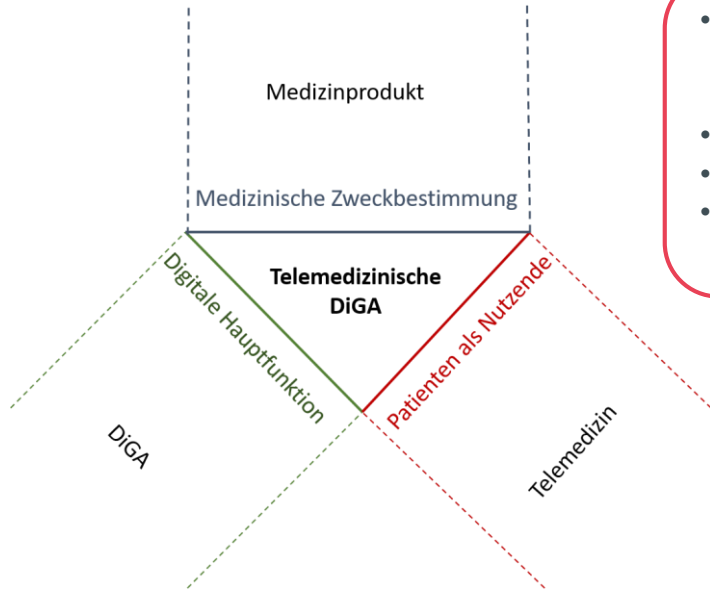 Medizinprodukt
Medizinische Zweckbestimmung
Telemedizinische
DiGA
Digitale Hauptfunktion
Patienten als Nutzende
DiGA
Telemedizin